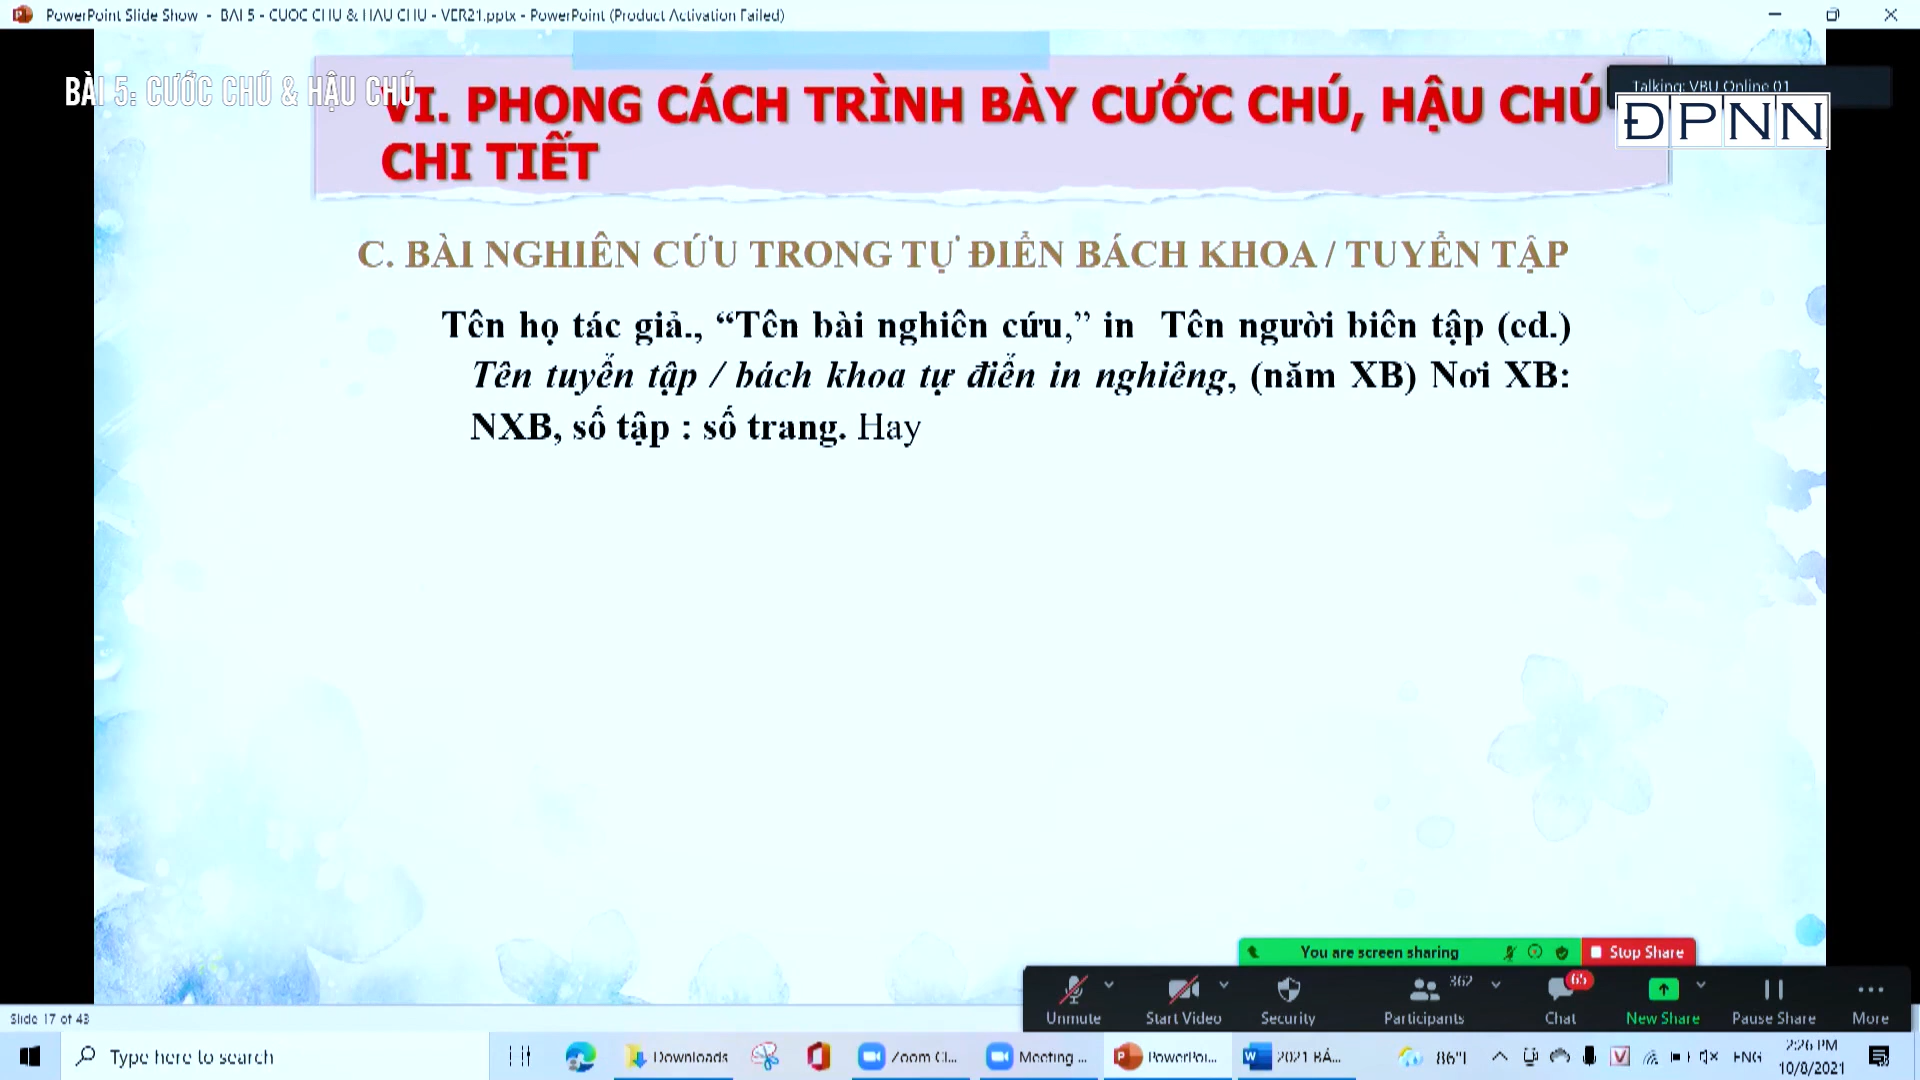 PowerPoint Slide Show - BAI 5 - CUOC CHU & HAU CHU - VER21.pptx - PowerPoint (Product Activation Failed)
BÀI 5: CƯỚC CHÚ & HẬU CHÚ
Talking: VBU Online 01
ĐPNN
VI. PHONG CÁCH TRÌNH BÀY CƯỚC CHÚ, HẬU CHÚ
CHI TIẾT
C. BÀI NGHIÊN CỨU TRONG TỰ ĐIỂN BÁCH KHOA / TUYỂN TẬP
Tên họ tác giả., “Tên bài nghiên cứu,” in Tên người biên tập (ed.)
Tên tuyển tập / bách khoa tự điển in nghiêng, (năm XB) Nơi XB:
NXB, số tập : số trang. Hay
You are screen sharing
Stop Share
362
65
Unmute
Start Video
Security
Participants
Chat
New Share
Pause Share
More
Slide 17 of 43
Type here to search
Downloads
Zoom Cl...
Meeting ...
PowerPoi...
2021 BÁ...
86°F
ENG
2:26 PM
10/8/2021